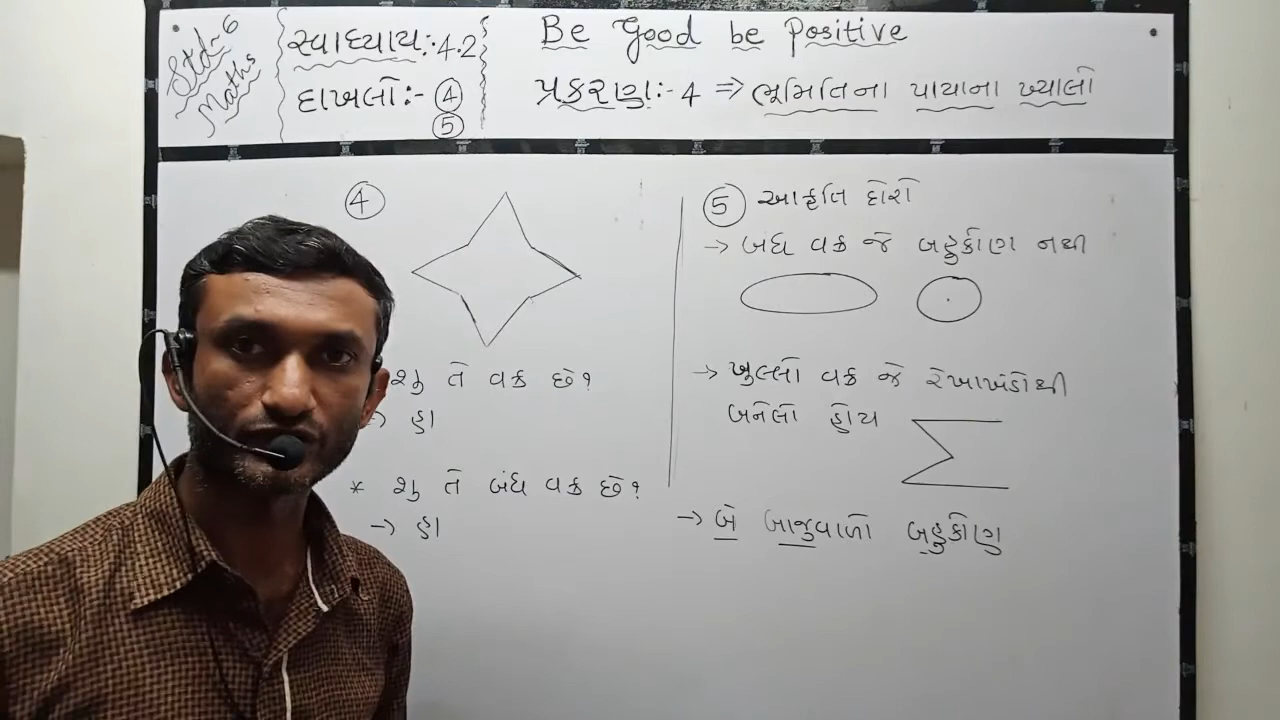 Std-6
Maths
સ્વાધ્યાય:- 4.2
દાખલો:- ④
⑤
Be Good be Positive
પ્રકરણ:- 4 => ભૂમિતિના પાયાના ખ્યાલો
④
શુ તે વક્ર છે?
-> હા
* શુ તે બંધ વક્ર છે?
-> હા
⑤ આકૃતિ દોરો
-> બંધ વક્ર જે બહુકોણ નથી
-> ખુલ્લો વક્ર જે રેખાખંડોથી
બનેલો હોય
-> બે બાજુવાળો બહુકોણ